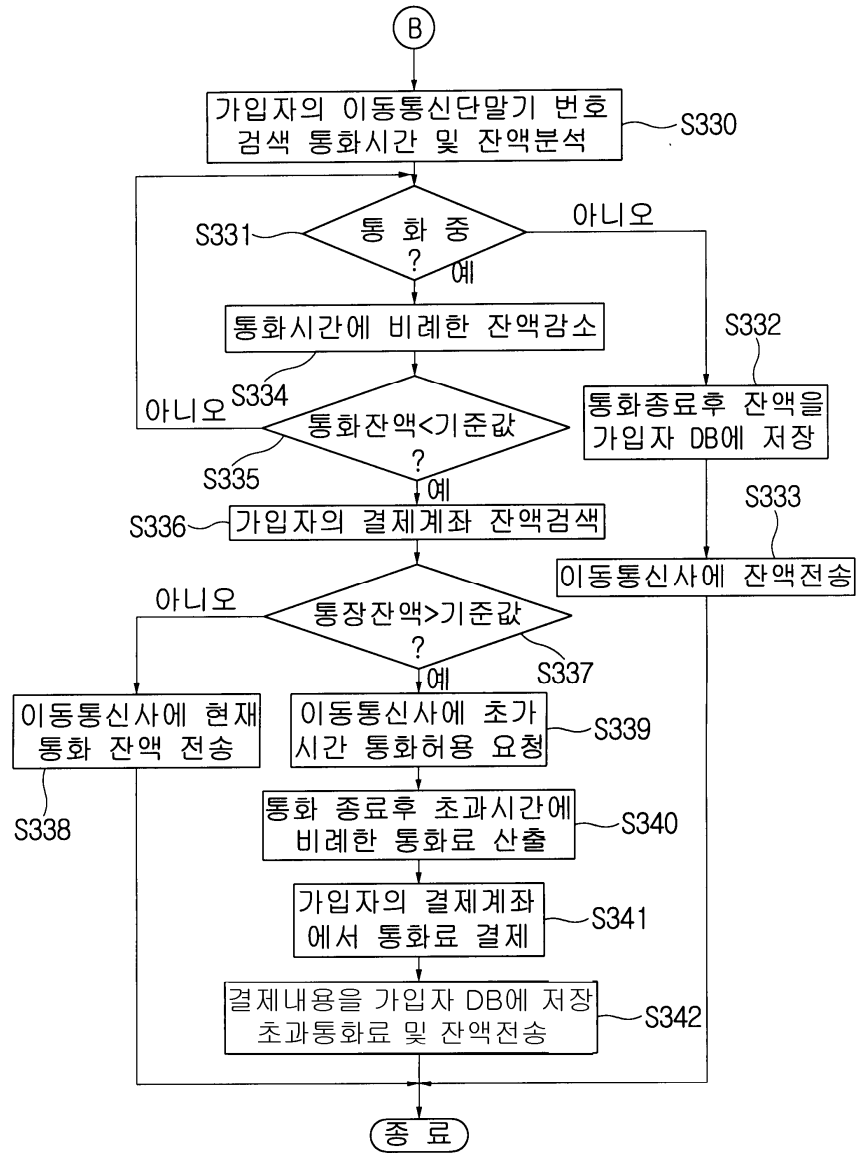 B
가입자의 이동통신단말기 번호
검색 통화시간 및 잔액분석
S330
S331
통 화 중
?
아니오
예
통화시간에 비례한 잔액감소
S334
S332
통화종료후 잔액을
가입자 DB에 저장
아니오
통화잔액<기준값
?
S335
예
S333
이동통신사에 잔액전송
S336
가입자의 결제계좌 잔액검색
아니오
통장잔액>기준값
?
S337
예
이동통신사에 현재
통화 잔액 전송
S338
이동통신사에 초가
시간 통화허용 요청
S339
통화 종료후 초과시간에
비례한 통화료 산출
S340
가입자의 결제계좌
에서 통화료 결제
S341
결제내용을 가입자 DB에 저장
초과통화료 및 잔액전송
S342
종 료